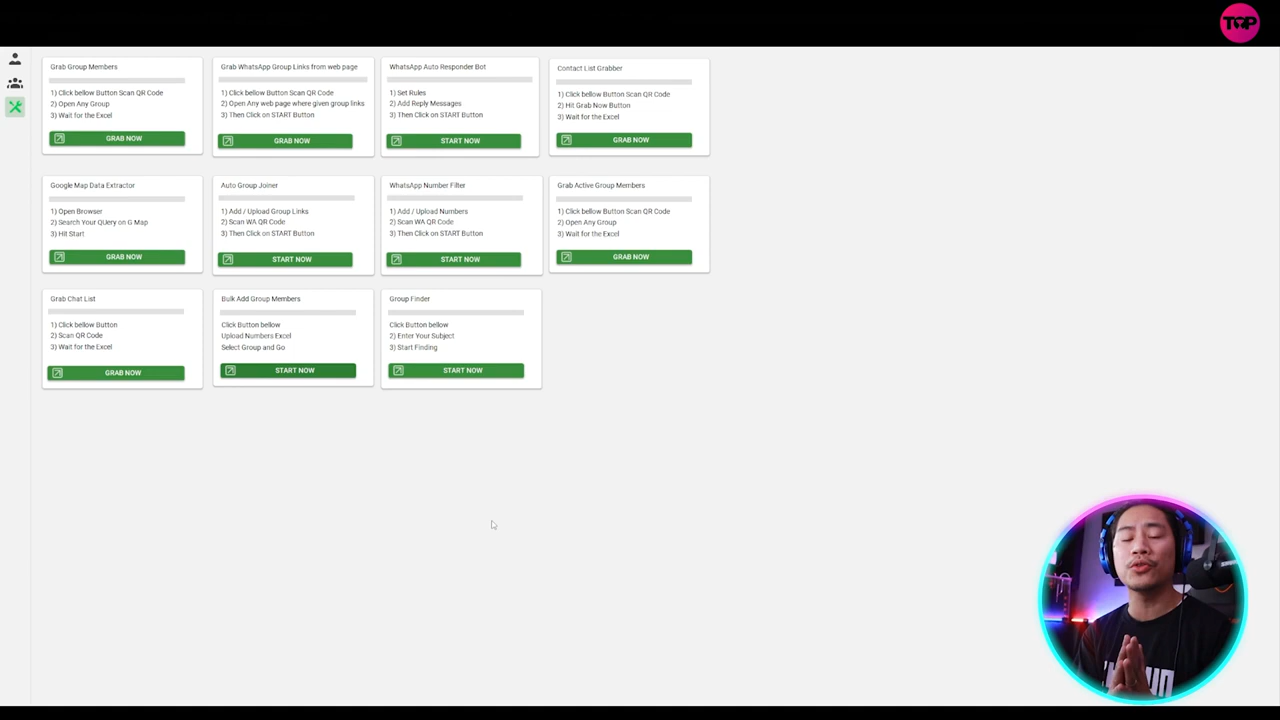 TOP
Grab Group Members
1) Click bellow Button Scan QR Code
2) Open Any Group
3) Wait for the Excel
GRAB NOW
Grab WhatsApp Group Links from web page
1) Click bellow Button Scan QR Code
2) Open Any web page where given group links
3) Then Click on START Button
GRAB NOW
WhatsApp Auto Responder Bot
1) Set Rules
2) Add Reply Messages
3) Then Click on START Button
START NOW
Contact List Grabber
1) Click bellow Button Scan QR Code
2) Hit Grab Now Button
3) Wait for the Excel
GRAB NOW
Google Map Data Extractor
1) Open Browser
2) Search Your QUery on G Map
3) Hit Start
GRAB NOW
Auto Group Joiner
1) Add / Upload Group Links
2) Scan WA QR Code
3) Then Click on START Button
START NOW
WhatsApp Number Filter
1) Add / Upload Numbers
2) Scan WA QR Code
3) Then Click on START Button
START NOW
Grab Active Group Members
1) Click bellow Button Scan QR Code
2) Open Any Group
3) Wait for the Excel
GRAB NOW
Grab Chat List
1) Click bellow Button
2) Scan QR Code
3) Wait for the Excel
GRAB NOW
Bulk Add Group Members
Click Button bellow
Upload Numbers Excel
Select Group and Go
START NOW
Group Finder
Click Button bellow
2) Enter Your Subject
3) Start Finding
START NOW